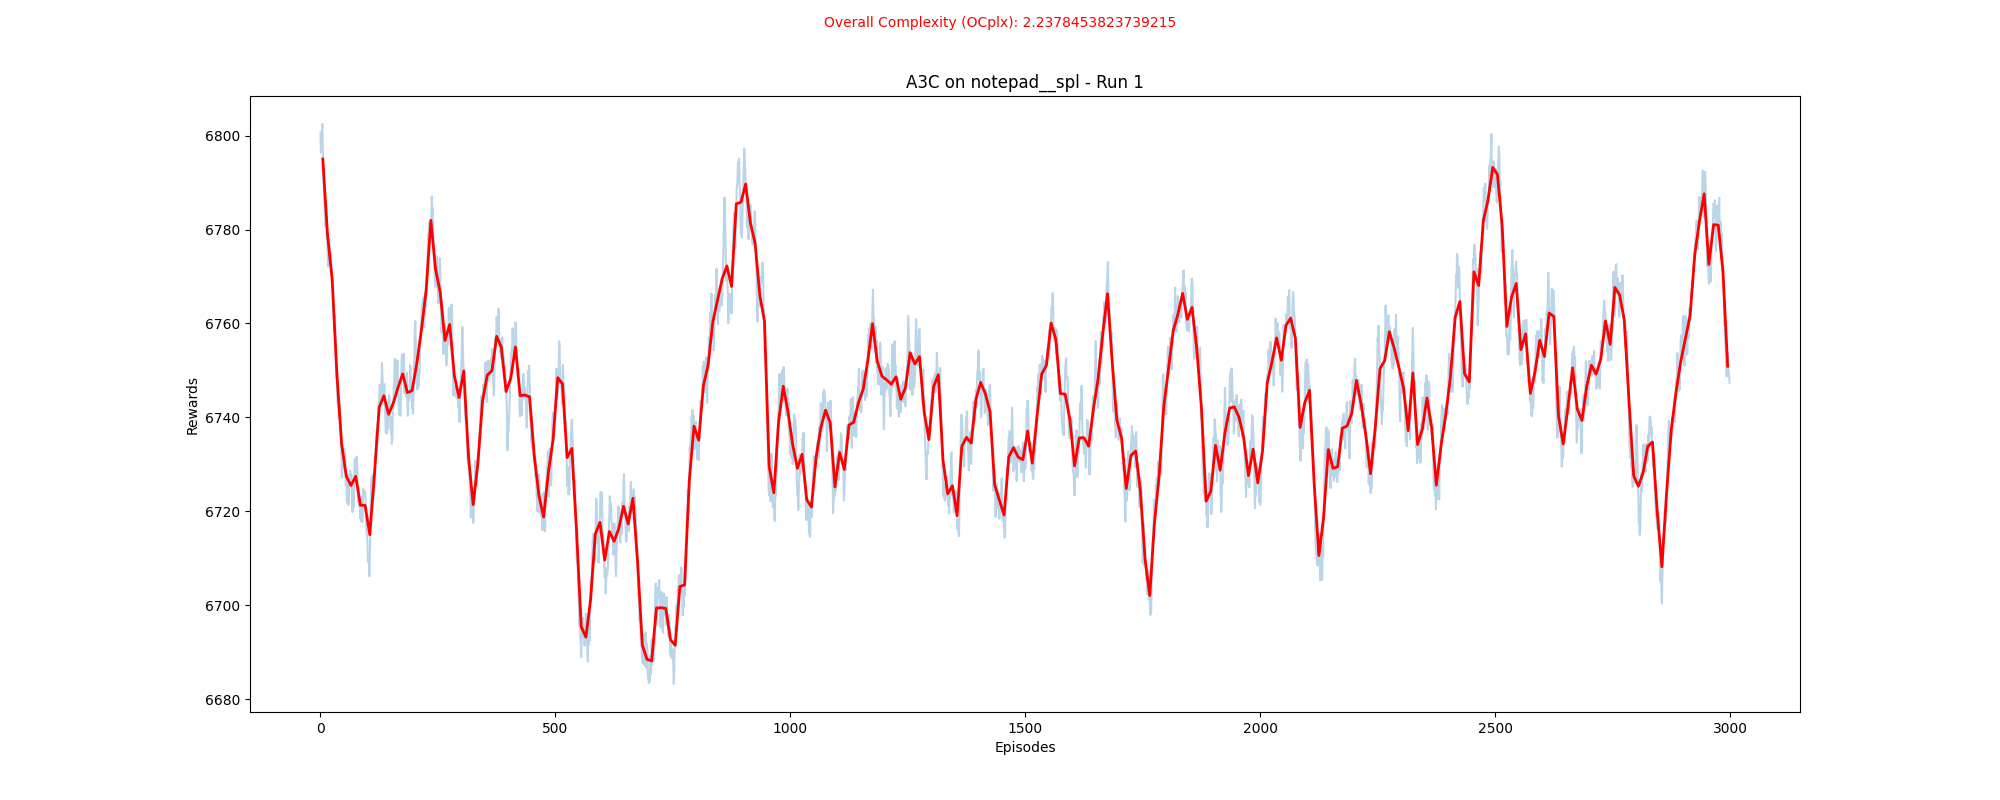 Overall Complexity (OCplx): 2.2378453823739215
A3C on notepad__spl - Run 1
Rewards
6800
6780
6760
6740
6720
6700
6680
0 500 1000 1500 2000 2500 3000
Episodes